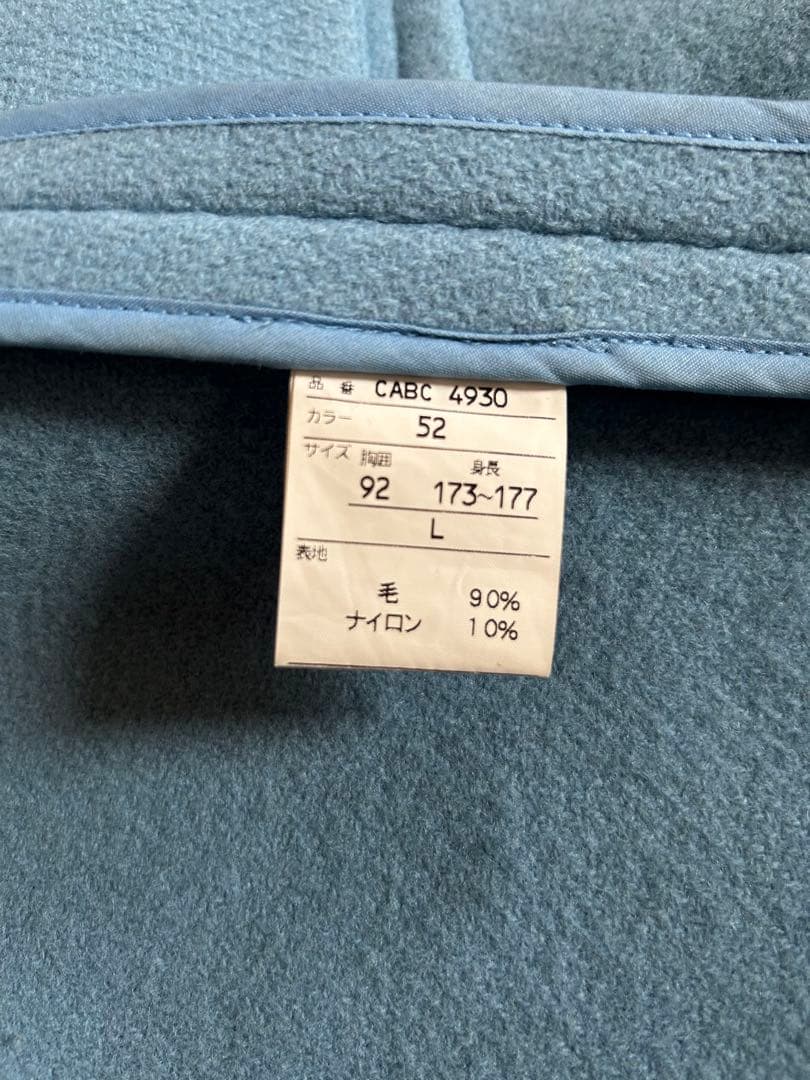 品番 CABC 4930
カラー 52
サイズ 胸囲 身長
92 173~177
L
表地
毛 90%
ナイロン 10%